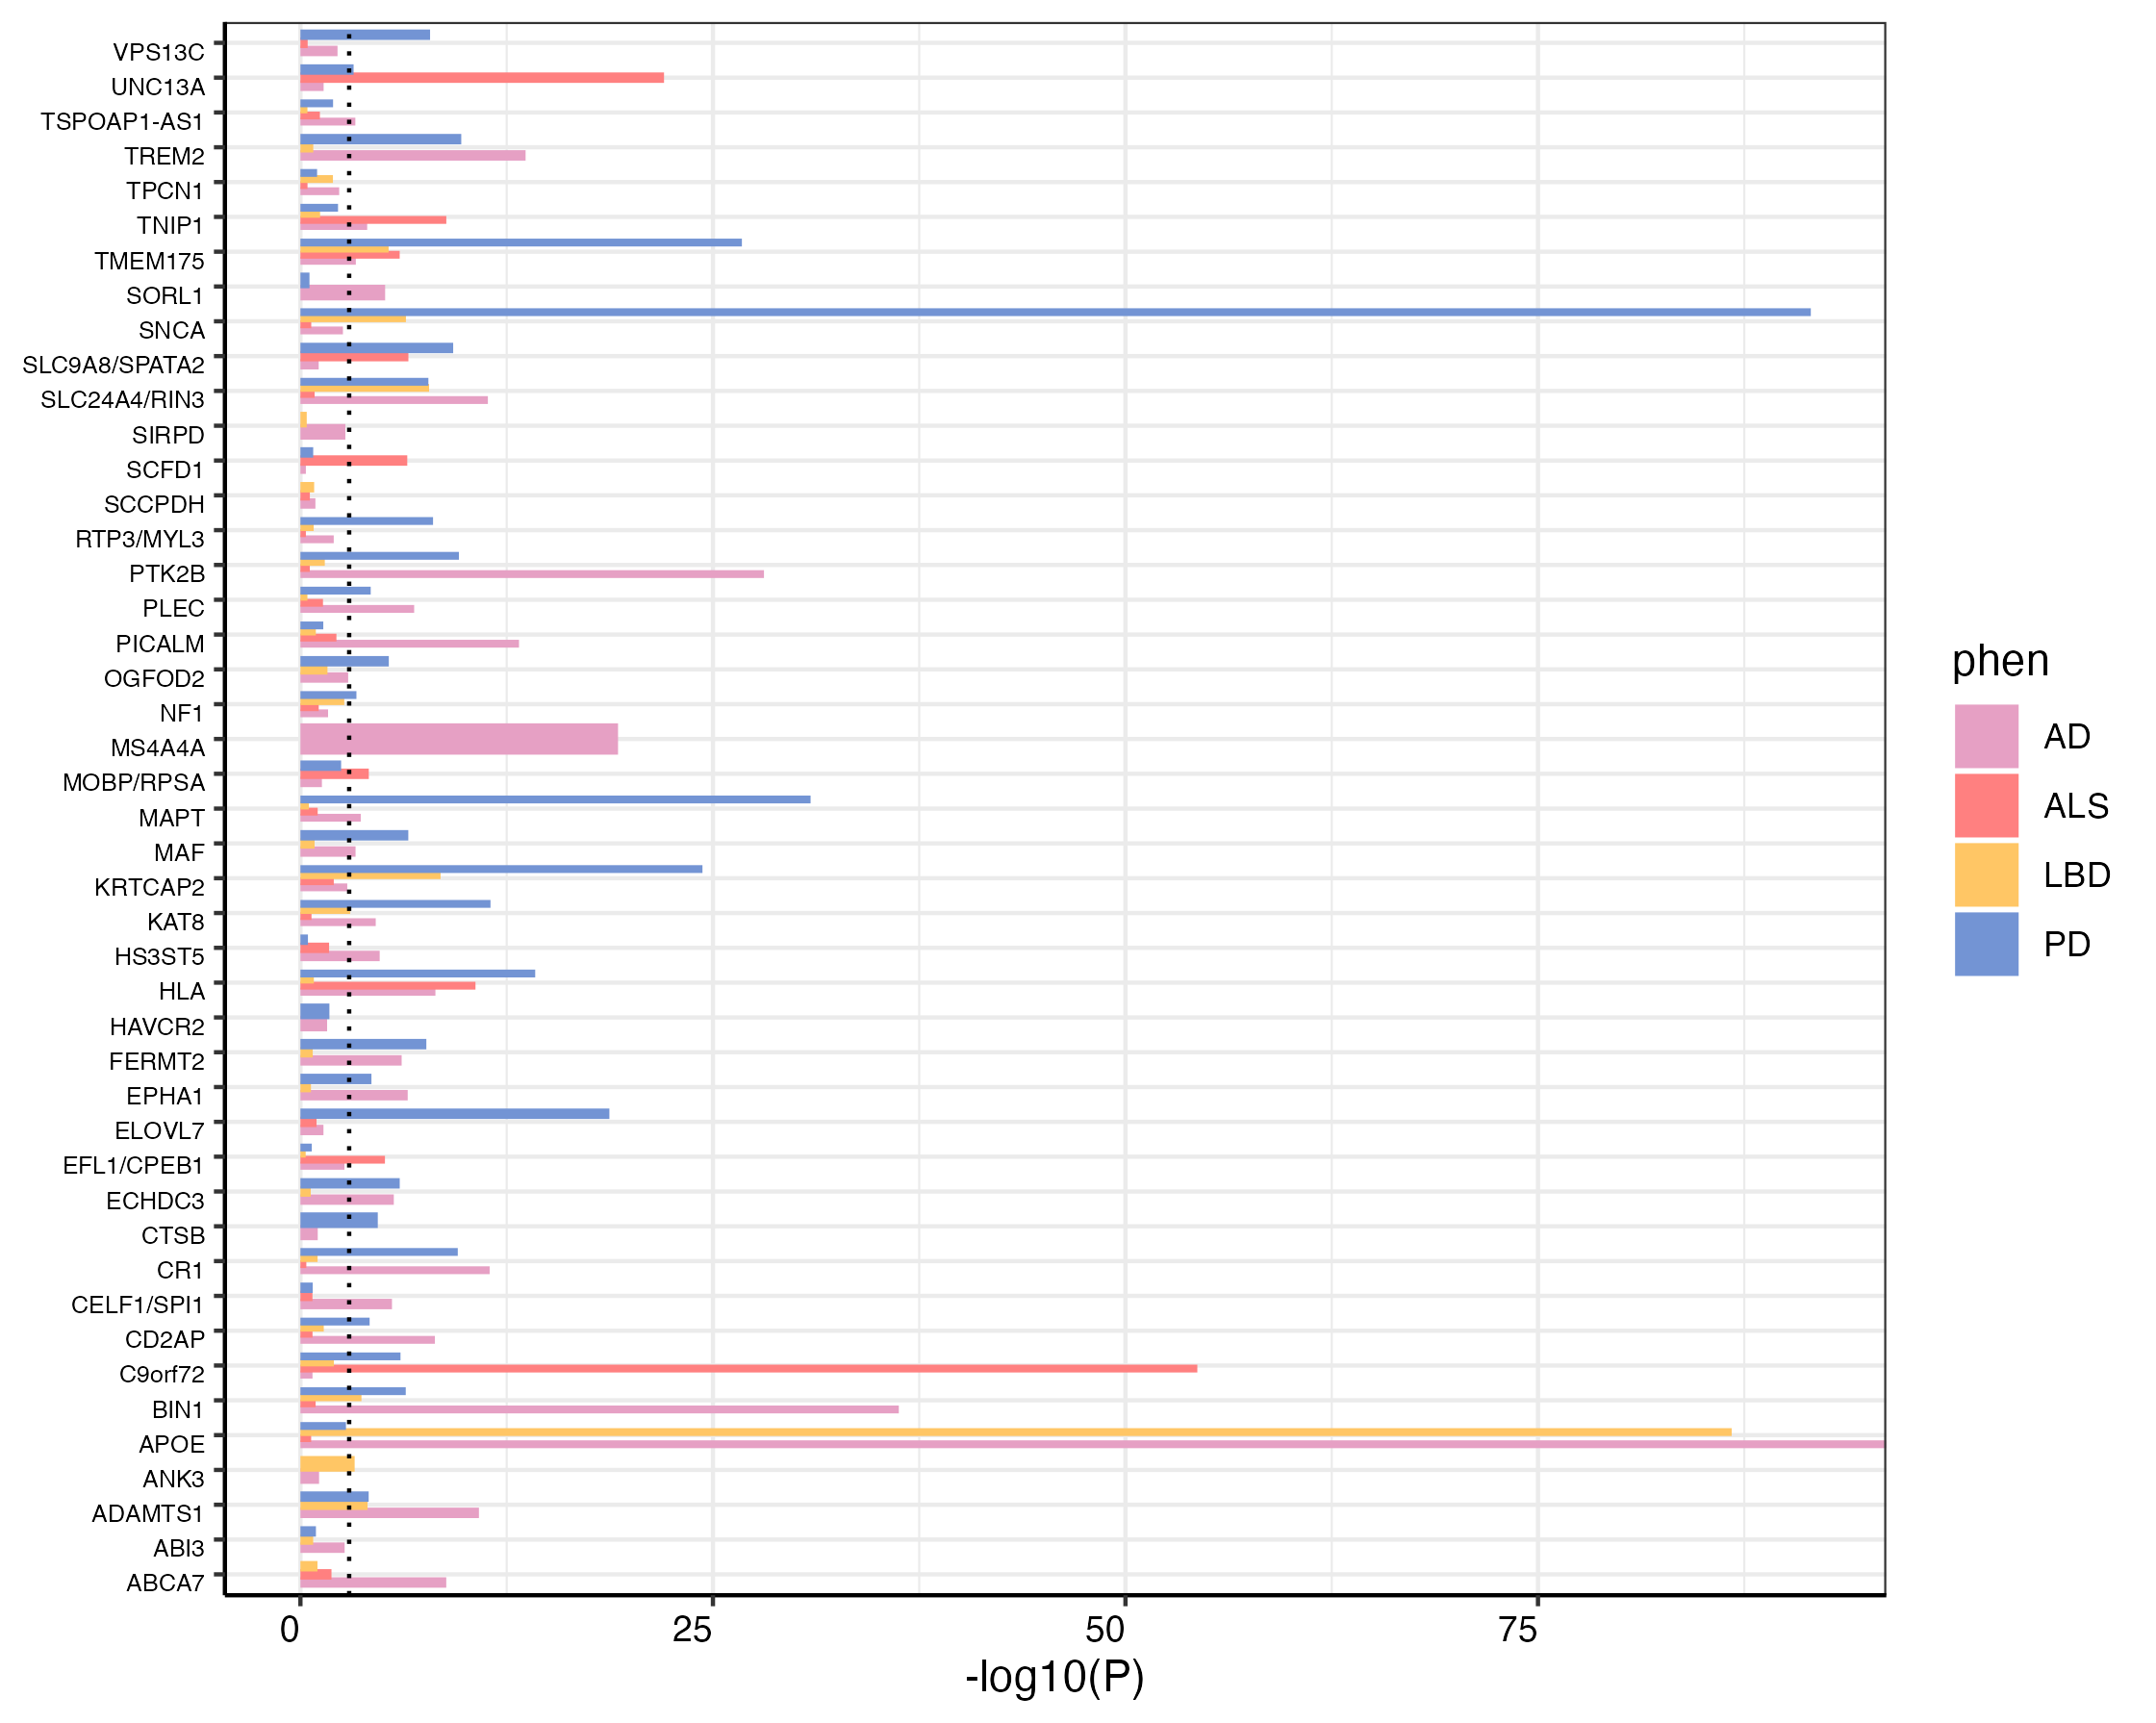 VPS13C
UNC13A
TSPOAP1-AS1
TREM2
TPCN1
TNIP1
TMEM175
SORL1
SNCA
SLC9A8/SPATA2
SLC24A4/RIN3
SIRPD
SCFD1
SCCPDH
RTP3/MYL3
PTK2B
PLEC
PICALM
OGFOD2
NF1
MS4A4A
MOBP/RPSA
MAPT
MAF
KRTCAP2
KAT8
HS3ST5
HLA
HAVCR2
FERMT2
EPHA1
ELOVL7
EFL1/CPEB1
ECHDC3
CTSB
CR1
CELF1/SPI1
CD2AP
C9orf72
BIN1
APOE
ANK3
ADAMTS1
ABI3
ABCA7
0 25 50 75
-log10(P)
phen
AD
ALS
LBD
PD